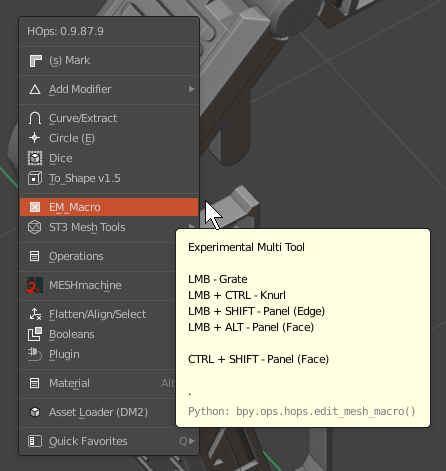 HOps: 0.9.87.9
(s) Mark
Add Modifier
Curve/Extract
Circle (E)
Dice
To_Shape v1.5
EM_Macro
ST3 Mesh Tools
Operations
MESHmachine
Flatten/Align/Select
Booleans
Plugin
Material Alt
Asset Loader (DM2)
Quick Favorites Q
Experimental Multi Tool
LMB - Grate
LMB + CTRL - Knurl
LMB + SHIFT - Panel (Edge)
LMB + ALT - Panel (Face)
CTRL + SHIFT - Panel (Face)
.
Python: bpy.ops.hops.edit_mesh_macro()